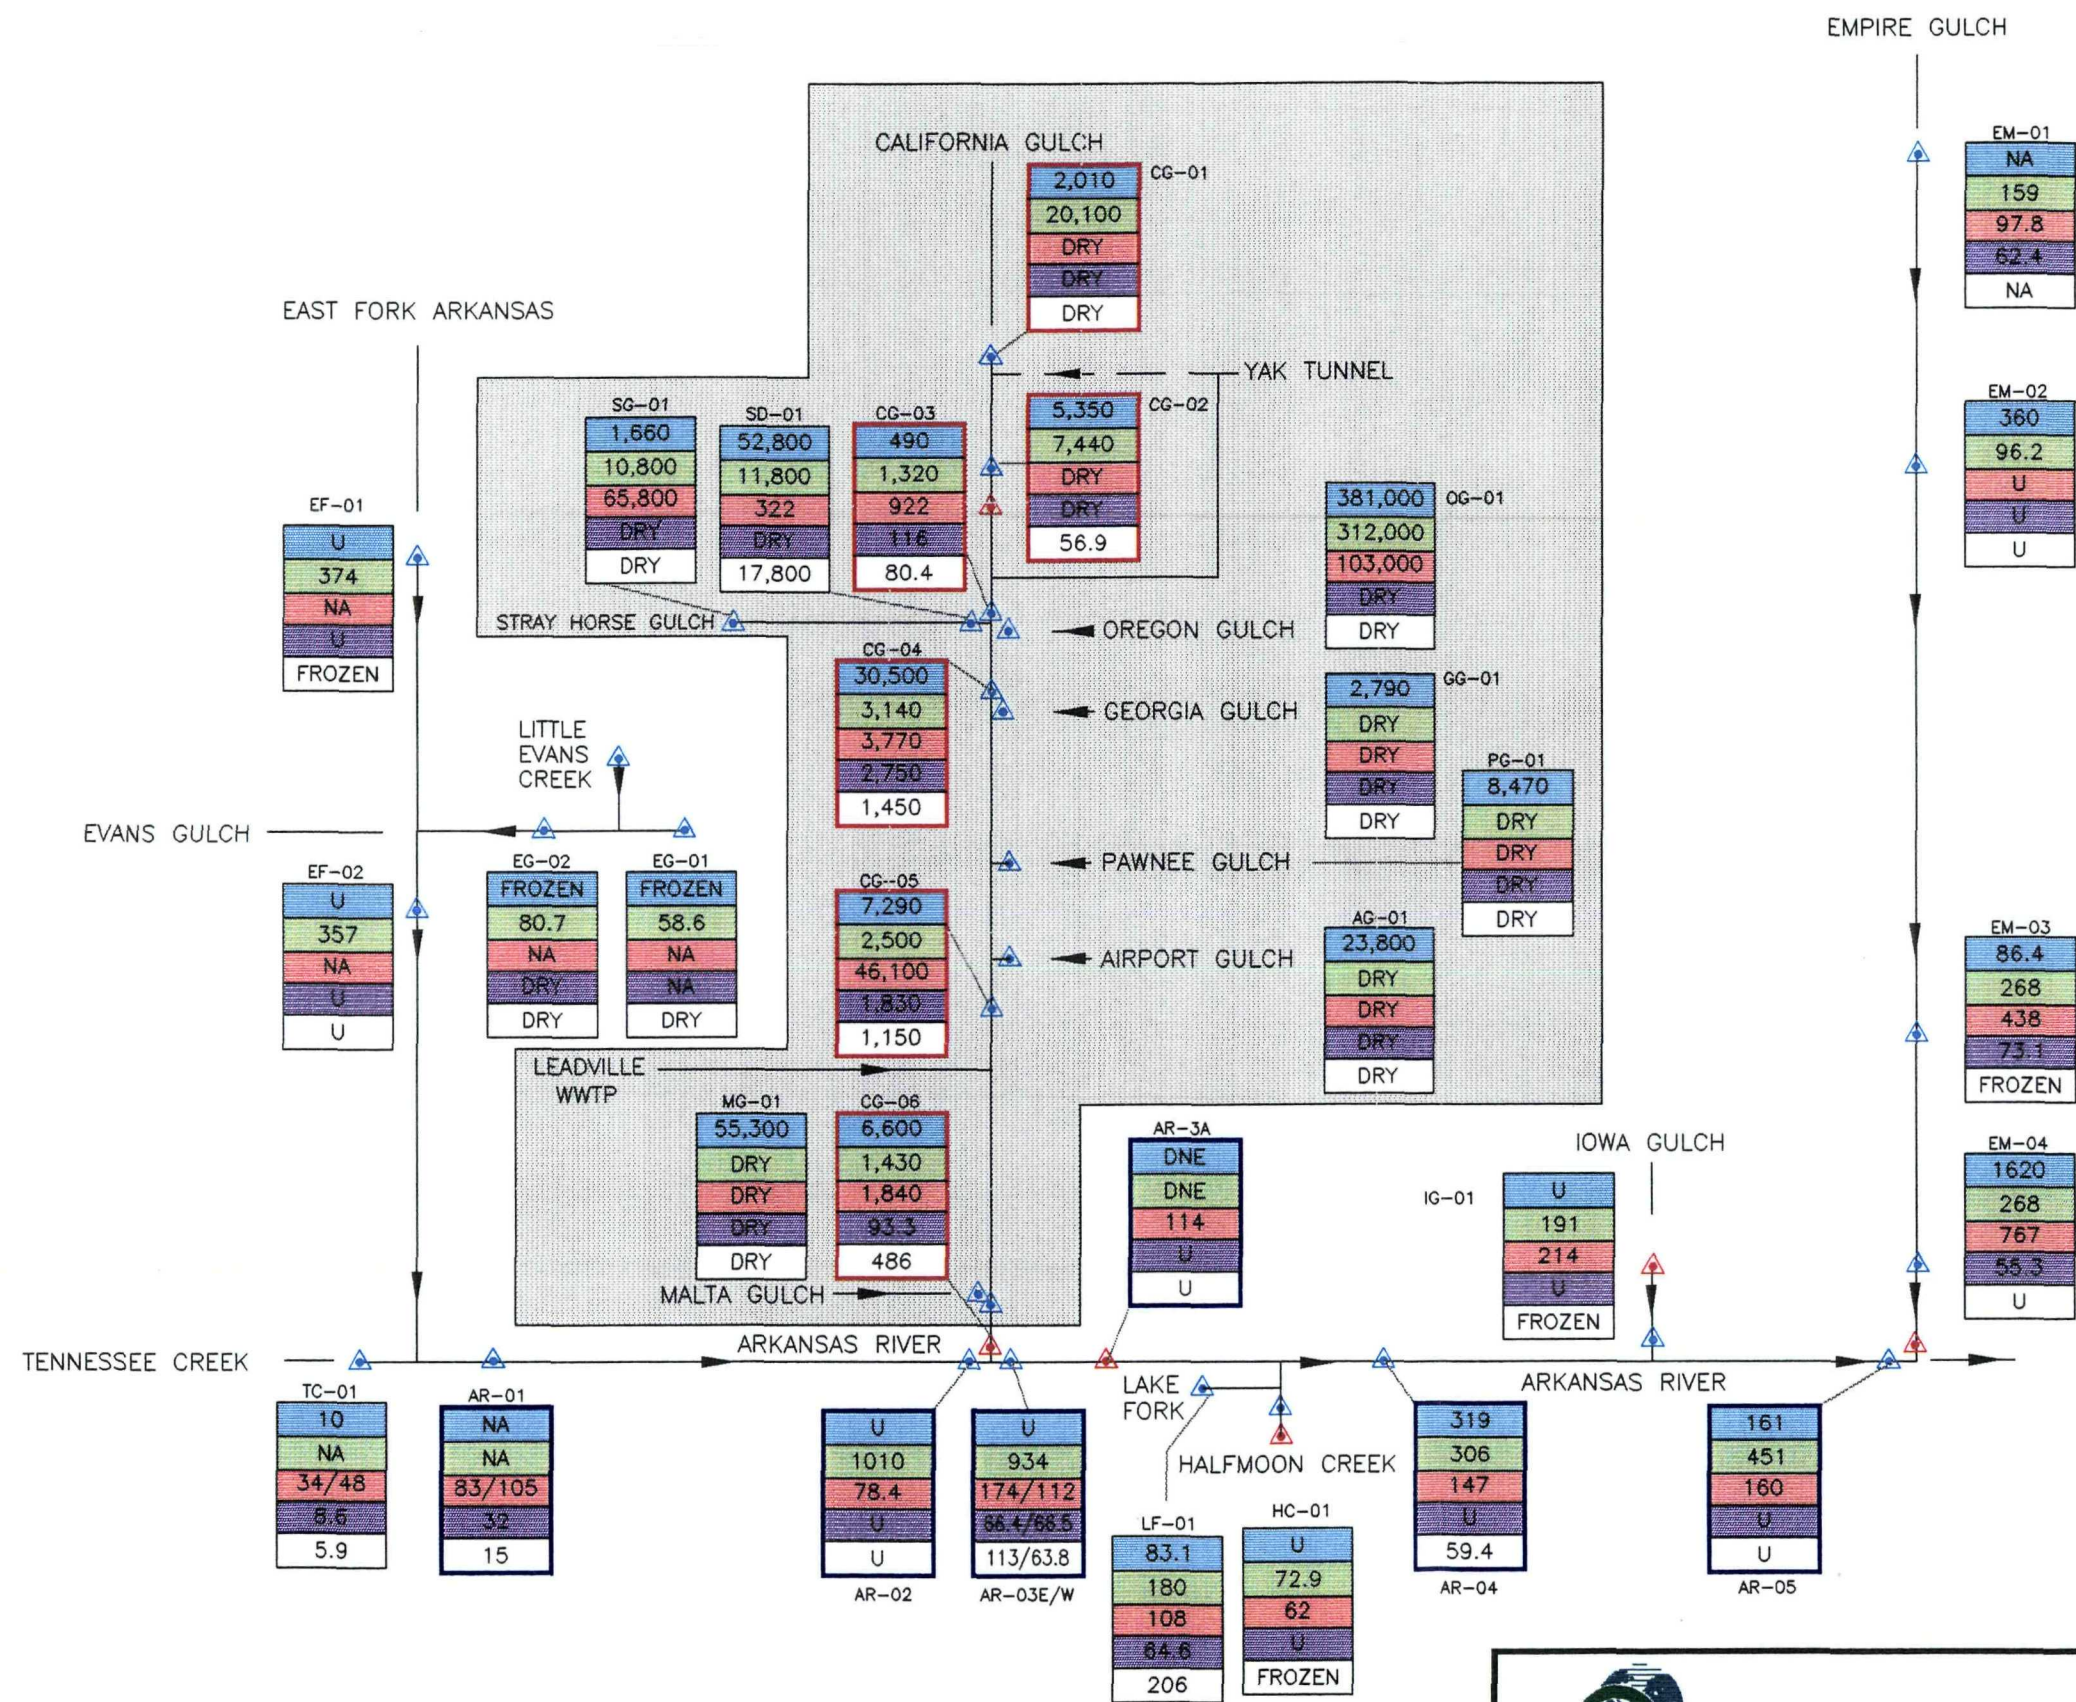 EMPIRE GULCH
EM-01
NA
159
97.8
62.4
NA
CALIFORNIA GULCH
CG-01
2,010
20,100
DRY
DRY
DRY
EAST FORK ARKANSAS
YAK TUNNEL
CG-02
5,350
7,440
DRY
DRY
56.9
SG-01
1,660
10,800
65,800
DRY
DRY
SD-01
52,800
11,800
322
DRY
17,800
CG-03
490
1,320
922
116
80.4
EM-02
360
96.2
U
U
U
EF-01
U
374
NA
U
FROZEN
OG-01
381,000
312,000
103,000
DRY
DRY
STRAY HORSE GULCH
OREGON GULCH
CG-04
30,500
3,140
3,770
2,750
1,450
GEORGIA GULCH
GG-01
2,790
DRY
DRY
DRY
DRY
LITTLE
EVANS
CREEK
PG-01
8,470
DRY
DRY
DRY
DRY
EVANS GULCH
PAWNEE GULCH
EF-02
U
357
NA
U
U
EG-02
FROZEN
80.7
NA
DRY
DRY
EG-01
FROZEN
58.6
NA
NA
DRY
CG-05
7,290
2,500
46,100
1,830
1,150
AIRPORT GULCH
AG-01
23,800
DRY
DRY
DRY
DRY
EM-03
86.4
268
438
73.1
FROZEN
LEADVILLE
WWTP
MG-01
55,300
DRY
DRY
DRY
DRY
CG-06
6,600
1,430
1,840
93.3
486
AR-3A
DNE
DNE
114
U
U
IOWA GULCH
IG-01
U
191
214
U
FROZEN
EM-04
1620
268
767
55.3
U
MALTA GULCH
ARKANSAS RIVER
TENNESSEE CREEK
ARKANSAS RIVER
LAKE
FORK
HALFMOON CREEK
TC-01
10
NA
34/48
8.6
5.9
AR-01
NA
NA
83/105
32
15
U
1010
78.4
U
U
AR-02
U
934
174/112
66.4/66.5
113/63.8
AR-03E/W
LF-01
83.1
180
108
64.6
206
HC-01
U
72.9
62
U
FROZEN
319
306
147
U
59.4
AR-04
161
451
160
U
U
AR-05